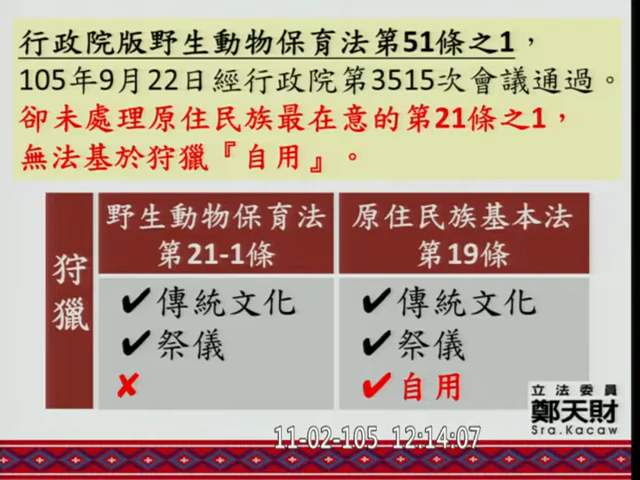 行政院版野生動物保育法第51條之1，
105年9月22日經行政院第3515次會議通過。
卻未處理原住民族最在意的第21條之1，
無法基於狩獵『自用』。
狩獵
野生動物保育法
第21-1條
原住民族基本法
第19條
✔傳統文化
✔傳統文化
✔祭儀
✔祭儀
✘
✔自用
立法委員
鄭天財
Sra.Kacaw
11-02-105 12:14:07